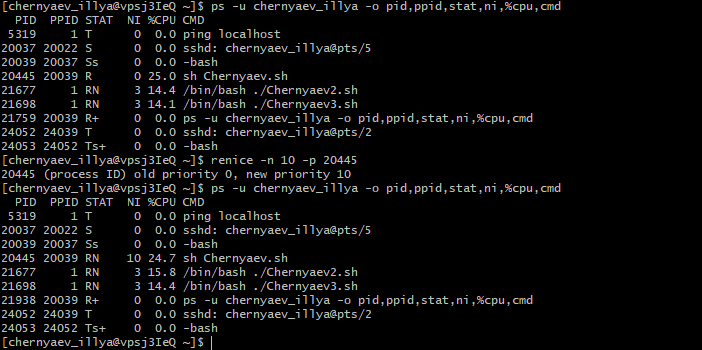 [chernyaev_illya@vpsj3IeQ ~]$ ps -u chernyaev_illya -o pid,ppid,stat,ni,%cpu,cmd
  PID  PPID STAT  NI %CPU CMD
 5319     1 T      0  0.0 ping localhost
20037 20022 S      0  0.0 sshd: chernyaev_illya@pts/5
20039 20037 Ss     0  0.0 -bash
20445 20039 R      0 25.0 sh Chernyaev.sh
21677     1 RN     3 14.4 /bin/bash ./Chernyaev2.sh
21698     1 RN     3 14.1 /bin/bash ./Chernyaev3.sh
21759 20039 R+     0  0.0 ps -u chernyaev_illya -o pid,ppid,stat,ni,%cpu,cmd
24052 24039 T      0  0.0 sshd: chernyaev_illya@pts/2
24053 24052 Ts+    0  0.0 -bash
[chernyaev_illya@vpsj3IeQ ~]$ renice -n 10 -p 20445
20445 (process ID) old priority 0, new priority 10
[chernyaev_illya@vpsj3IeQ ~]$ ps -u chernyaev_illya -o pid,ppid,stat,ni,%cpu,cmd
  PID  PPID STAT  NI %CPU CMD
 5319     1 T      0  0.0 ping localhost
20037 20022 S      0  0.0 sshd: chernyaev_illya@pts/5
20039 20037 Ss     0  0.0 -bash
20445 20039 RN    10 24.7 sh Chernyaev.sh
21677     1 RN     3 15.8 /bin/bash ./Chernyaev2.sh
21698     1 RN     3 14.4 /bin/bash ./Chernyaev3.sh
21938 20039 R+     0  0.0 ps -u chernyaev_illya -o pid,ppid,stat,ni,%cpu,cmd
24052 24039 T      0  0.0 sshd: chernyaev_illya@pts/2
24053 24052 Ts+    0  0.0 -bash
[chernyaev_illya@vpsj3IeQ ~]$